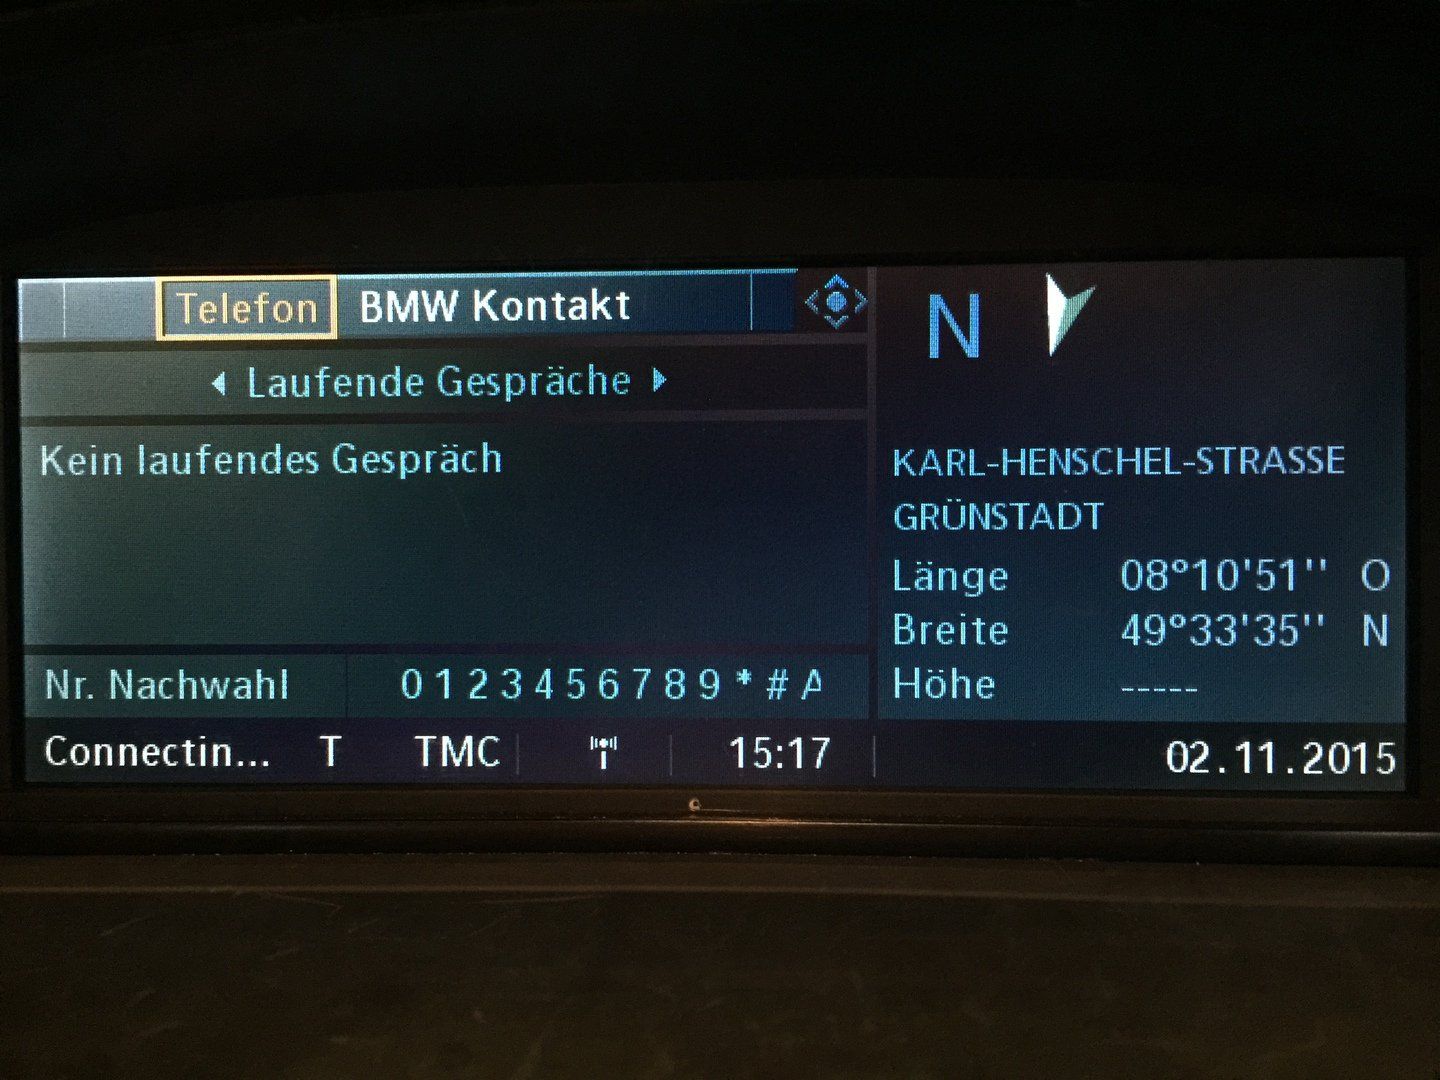 Telefon BMW Kontakt
Laufende Gespräche
Kein laufendes Gespräch
Nr. Nachwahl 0 1 2 3 4 5 6 7 8 9 * # A
Connectin... T TMC 15:17
N
KARL-HENSCHEL-STRASSE
GRÜNSTADT
Länge 08°10'51'' O
Breite 49°33'35'' N
Höhe -----
02.11.2015